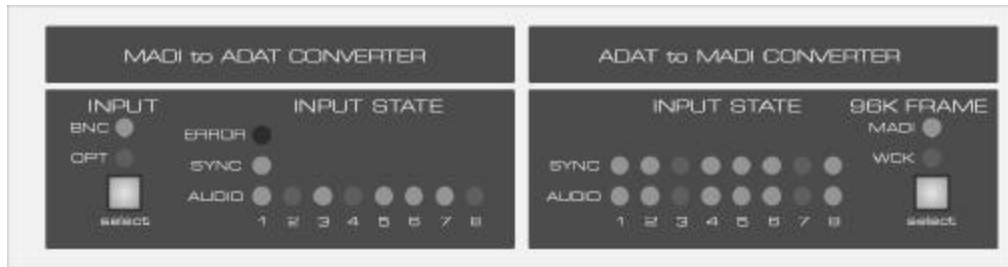 MADI to ADAT CONVERTER
INPUT
INPUT STATE
BNC
ERROR
OPT
SYNC
AUDIO
1 2 3 4 5 6 7 8
select
ADAT to MADI CONVERTER
INPUT STATE
96K FRAME
MADI
SYNC
WCK
AUDIO
1 2 3 4 5 6 7 8
select